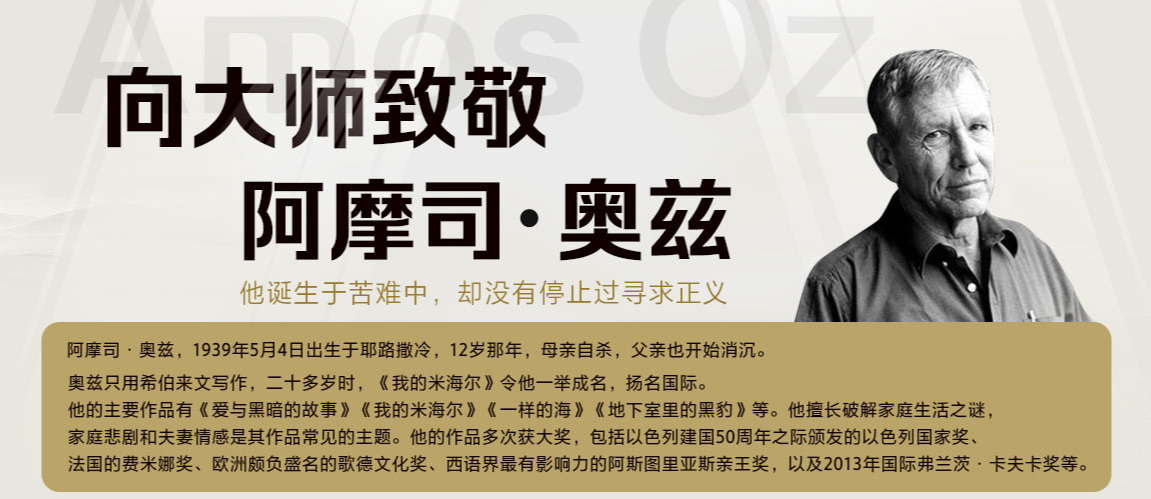 Amos Oz
向大师致敬
阿摩司·奥兹
他诞生于苦难中，却没有停止过寻求正义
阿摩司·奥兹，1939年5月4日出生于耶路撒冷，12岁那年，母亲自杀，父亲也开始消沉。
奥兹只用希伯来文写作，二十多岁时，《我的米海尔》令他一举成名，扬名国际。
他的主要作品有《爱与黑暗的故事》《我的米海尔》《一样的海》《地下室里的黑豹》等。他擅长破解家庭生活之谜，
家庭悲剧和夫妻情感是其作品常见的主题。他的作品多次获大奖，包括以色列建国50周年之际颁发的以色列国家奖、
法国的费米娜奖、欧洲颇负盛名的歌德文化奖、西语界最有影响力的阿斯图里亚斯亲王奖，以及2013年国际弗兰茨·卡夫卡奖等。